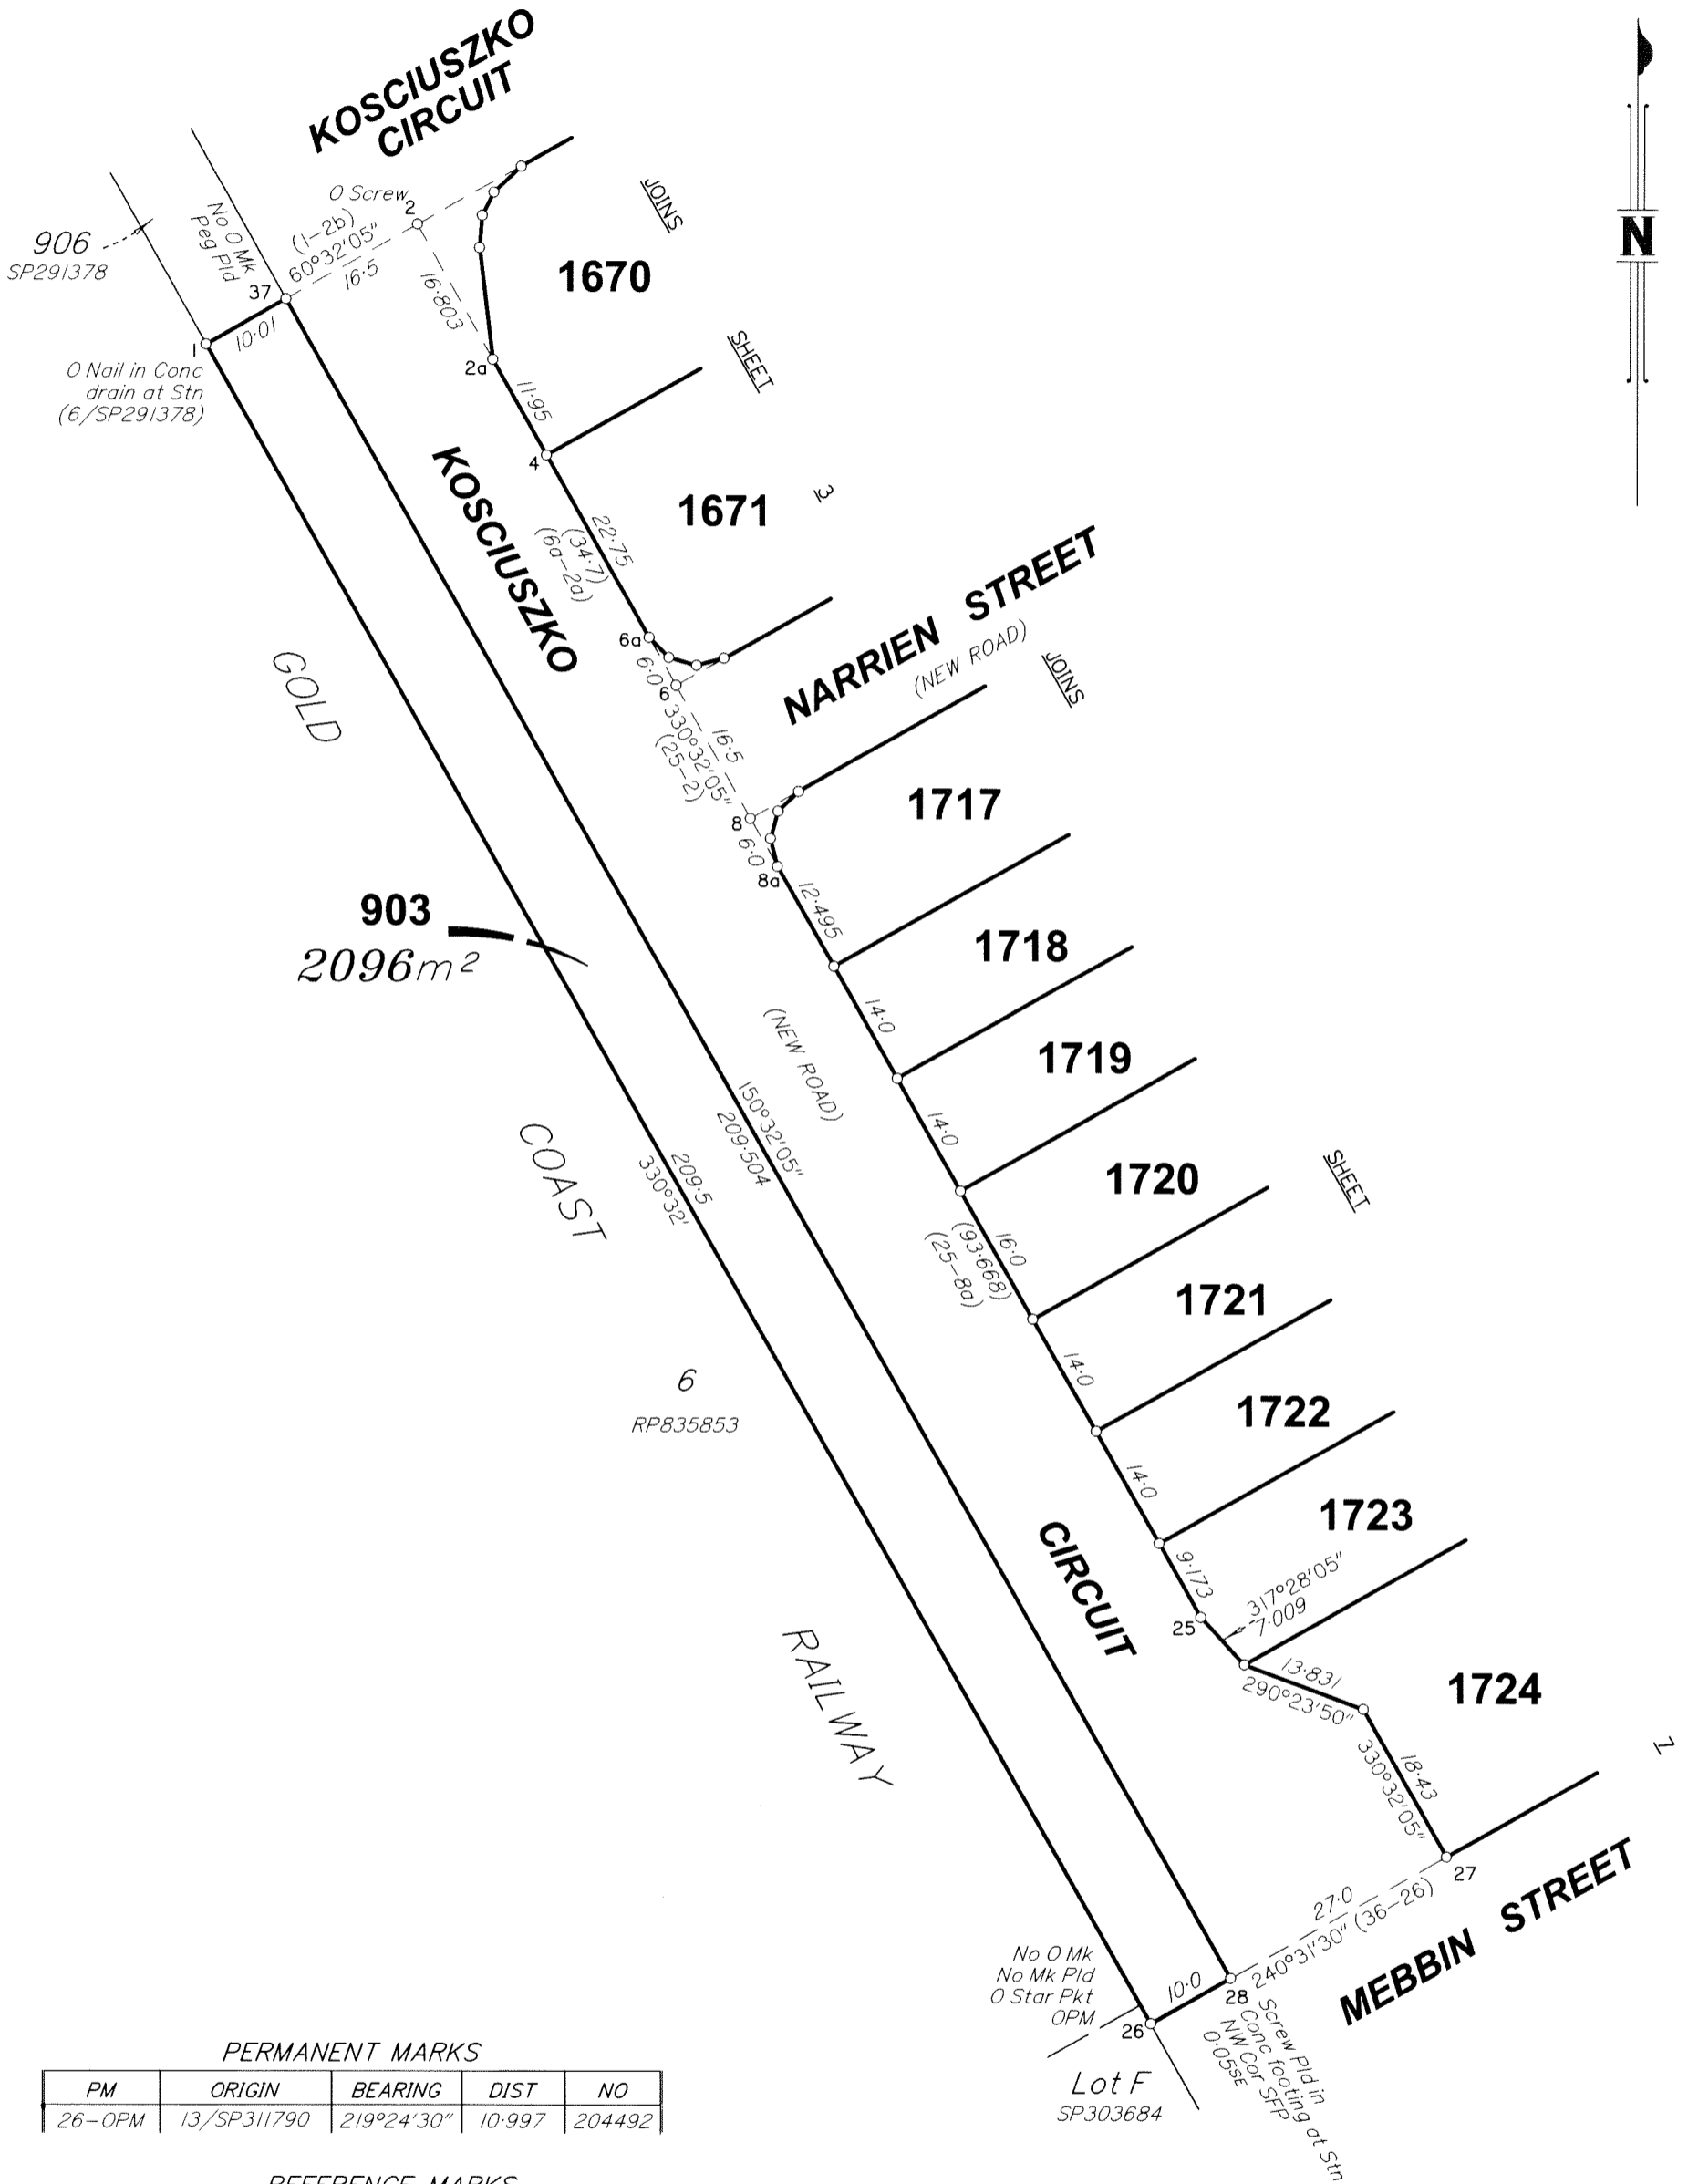 KOSCIUSZKO
CIRCUIT
N
906
SP291378
No O Mk
Peg Pld
37
O Screw
2
(1-2b)
60°32'05"
16·5
10·01
1
O Nail in Conc
drain at Stn
(6/SP291378)
16·803
2a
1670
JOINS
11·95
SHEET
4
KOSCIUSZKO
1671
3
22·75
(34·7)
(6a-2a)
6a
6·0
6
NARRIEN STREET
(NEW ROAD)
JOINS
16·5
330°32'05"
(25-2)
8
6·0
8a
1717
GOLD
12·495
903
2096m²
1718
14·0
(NEW ROAD)
1719
14·0
150°32'05"
209·504
COAST
209·5
330°32'
1720
SHEET
16·0
(93·668)
(25-8a)
1721
14·0
6
RP835853
1722
14·0
CIRCUIT
1723
9·173
25
317°28'05"
7·009
13·831
290°23'50"
1724
RAILWAY
1
18·43
330°32'05"
27
27·0
240°31'30" (36-26)
MEBBIN STREET
No O Mk
No Mk Pld
O Star Pkt
OPM
10·0
26
28
Screw Pld in
Conc footing at Stn
NW Cor SFP
0·05SE
Lot F
SP303684
PERMANENT MARKS
PM ORIGIN BEARING DIST NO
26-OPM 13/SP311790 219°24'30" 10·997 204492
REFERENCE MARKS